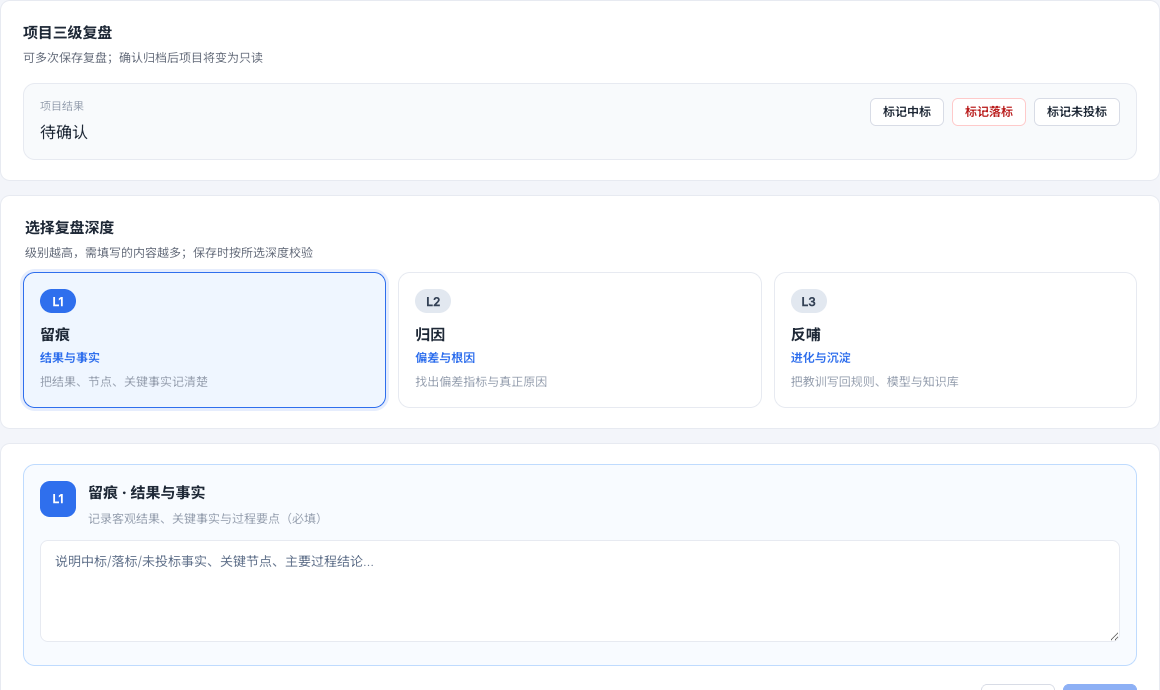 项目三级复盘
可多次保存复盘；确认归档后项目将变为只读
项目结果
待确认
标记中标
标记落标
标记未投标
选择复盘深度
级别越高，需填写的内容越多；保存时按所选深度校验
L1
留痕
结果与事实
把结果、节点、关键事实记清楚
L2
归因
偏差与根因
找出偏差指标与真正原因
L3
反哺
进化与沉淀
把教训写回规则、模型与知识库
L1
留痕 · 结果与事实
记录客观结果、关键事实与过程要点（必填）
说明中标/落标/未投标事实、关键节点、主要过程结论...